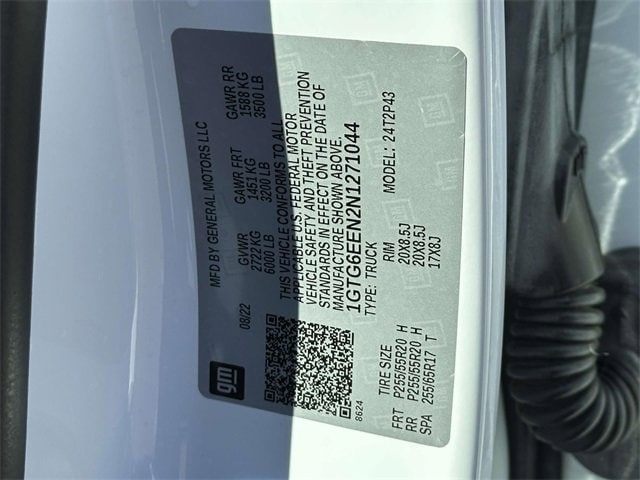 gm
MFD BY GENERAL MOTORS LLC
08/22 GVWR GAWR FRT GAWR RR
2722 KG 1451 KG 1588 KG
6000 LB 3200 LB 3500 LB
THIS VEHICLE CONFORMS TO ALL
APPLICABLE U.S. FEDERAL MOTOR
VEHICLE SAFETY AND THEFT PREVENTION
STANDARDS IN EFFECT ON THE DATE OF
MANUFACTURE SHOWN ABOVE.
1GTG6EEN2N1271044
8624 TYPE: TRUCK MODEL: 24T2P43
TIRE SIZE RIM
FRT P255/55R20 H 20X8.5J
RR P255/55R20 H 20X8.5J
SPA 255/65R17 T 17X8J